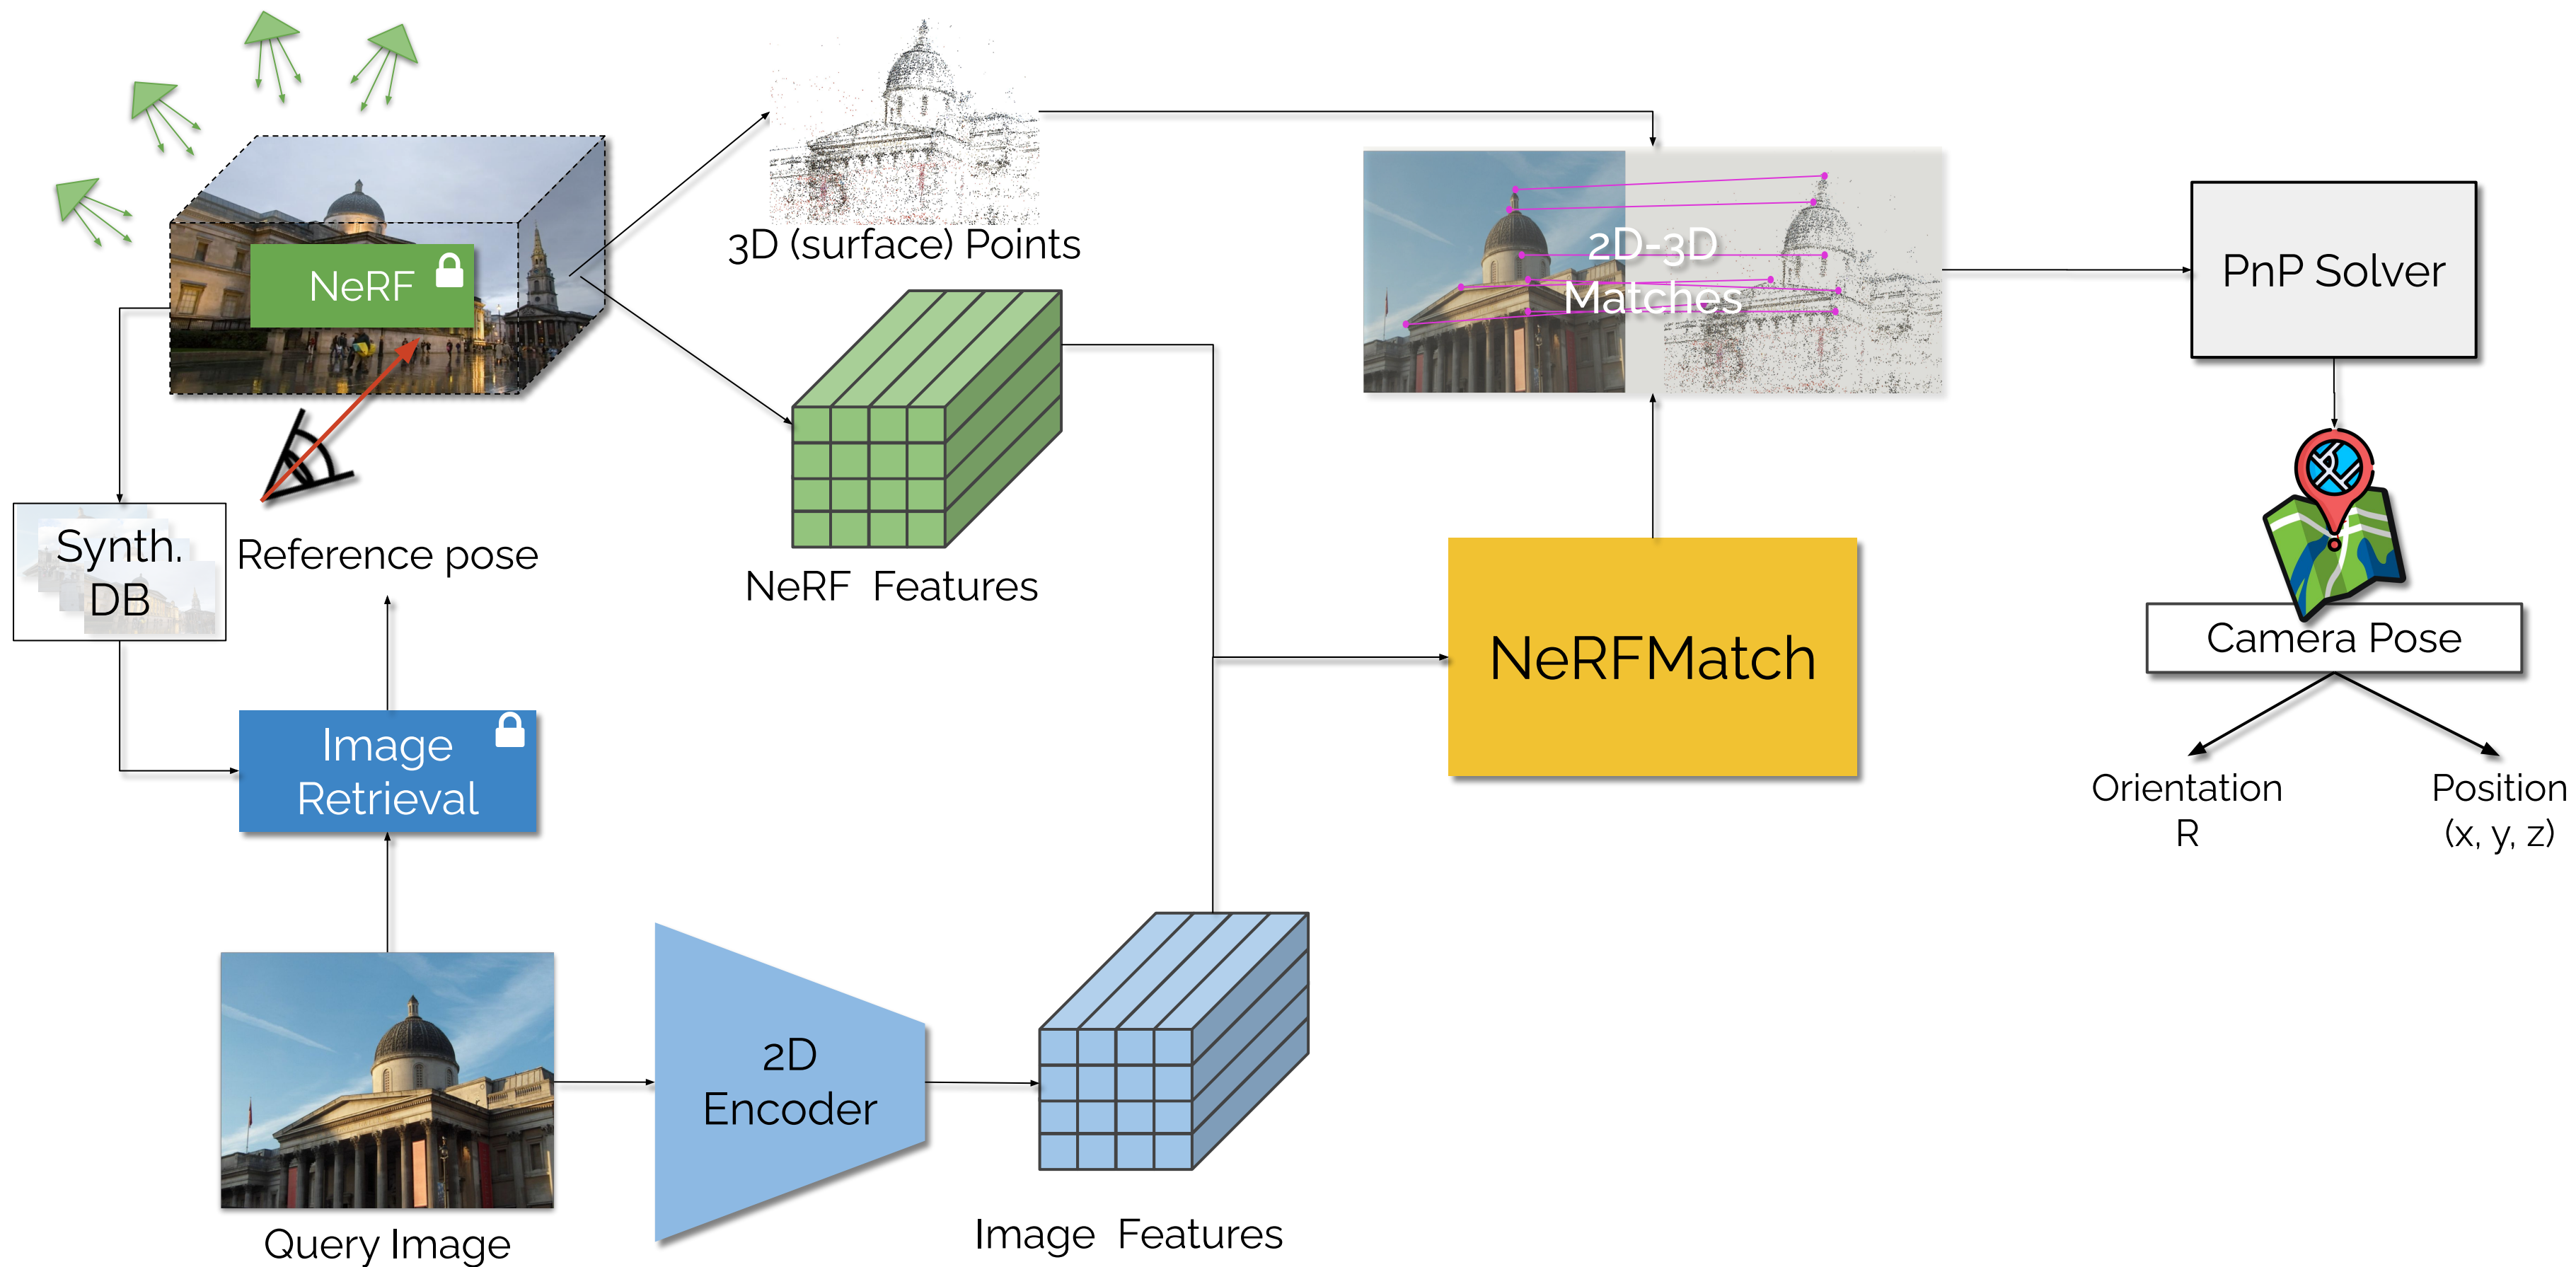 3D (surface) Points
NeRF
2D-3D
Matches
PnP Solver
Synth.
DB
Reference pose
NeRF Features
NeRFMatch
Camera Pose
Image
Retrieval
Orientation
R
Position
(x, y, z)
2D
Encoder
Query Image
Image Features